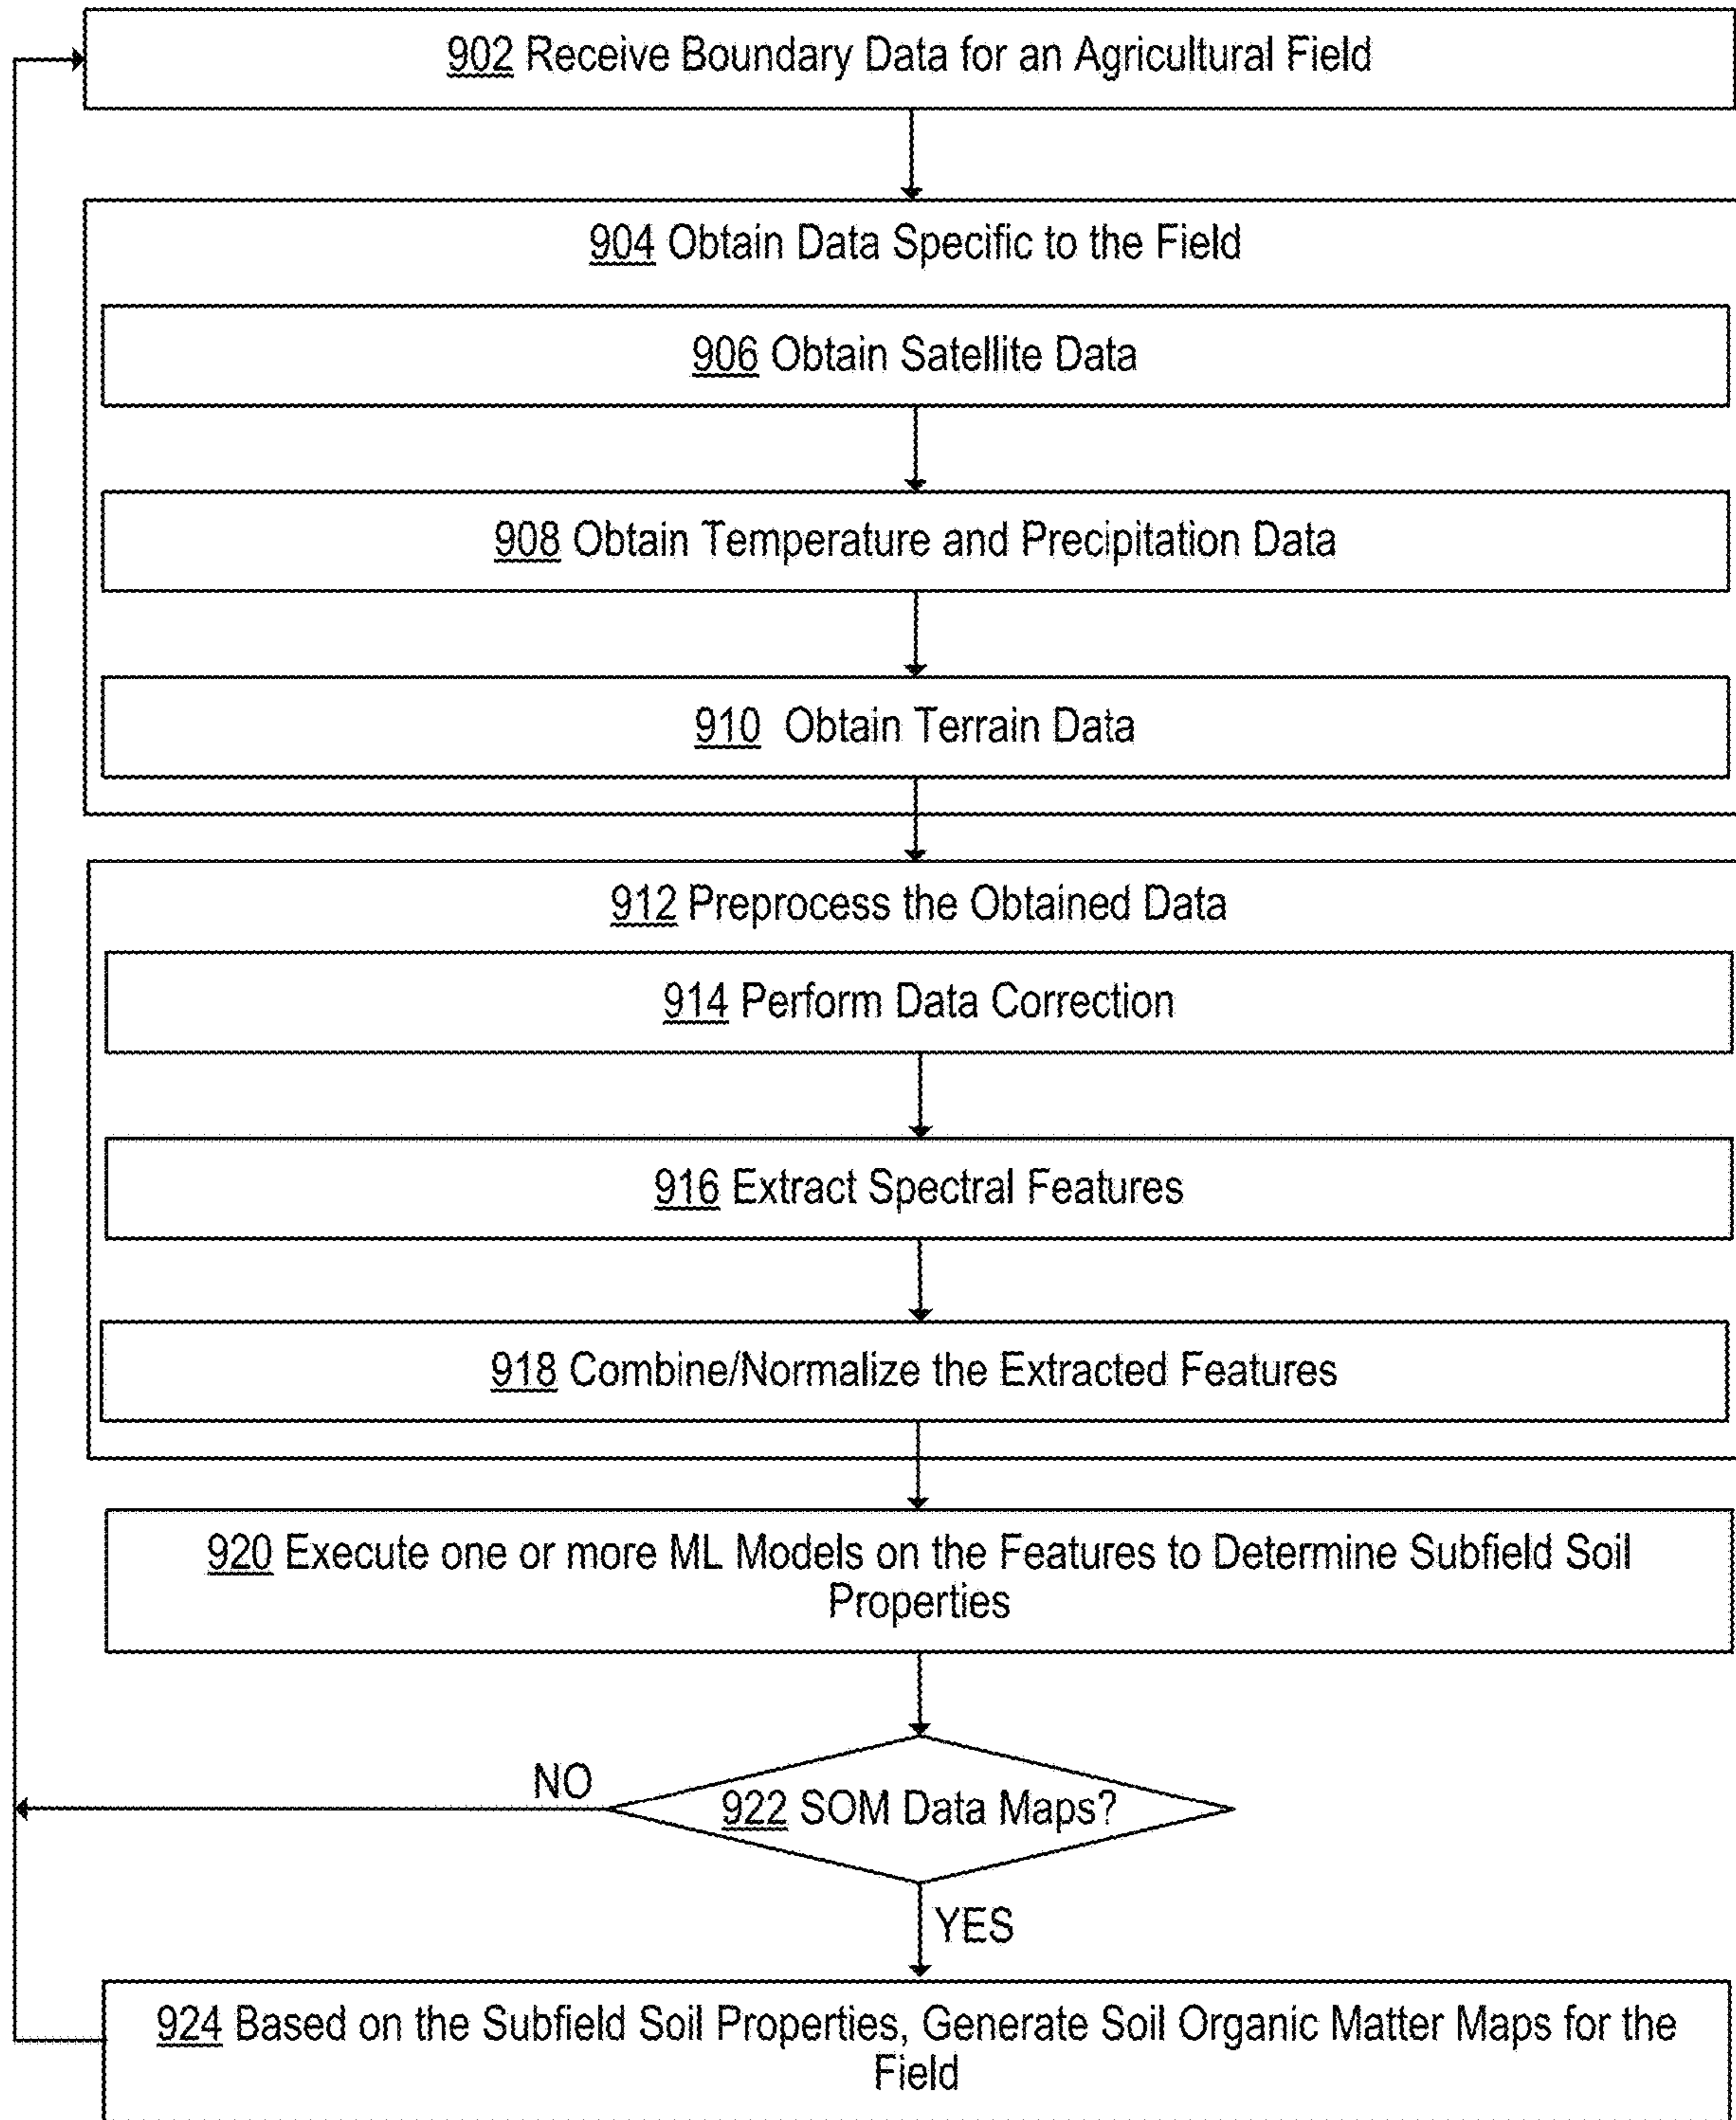 902 Receive Boundary Data for an Agricultural Field
904 Obtain Data Specific to the Field
906 Obtain Satellite Data
908 Obtain Temperature and Precipitation Data
910 Obtain Terrain Data
912 Preprocess the Obtained Data
914 Perform Data Correction
916 Extract Spectral Features
918 Combine/Normalize the Extracted Features
920 Execute one or more ML Models on the Features to Determine Subfield Soil
Properties
NO
922 SOM Data Maps?
YES
924 Based on the Subfield Soil Properties, Generate Soil Organic Matter Maps for the
Field